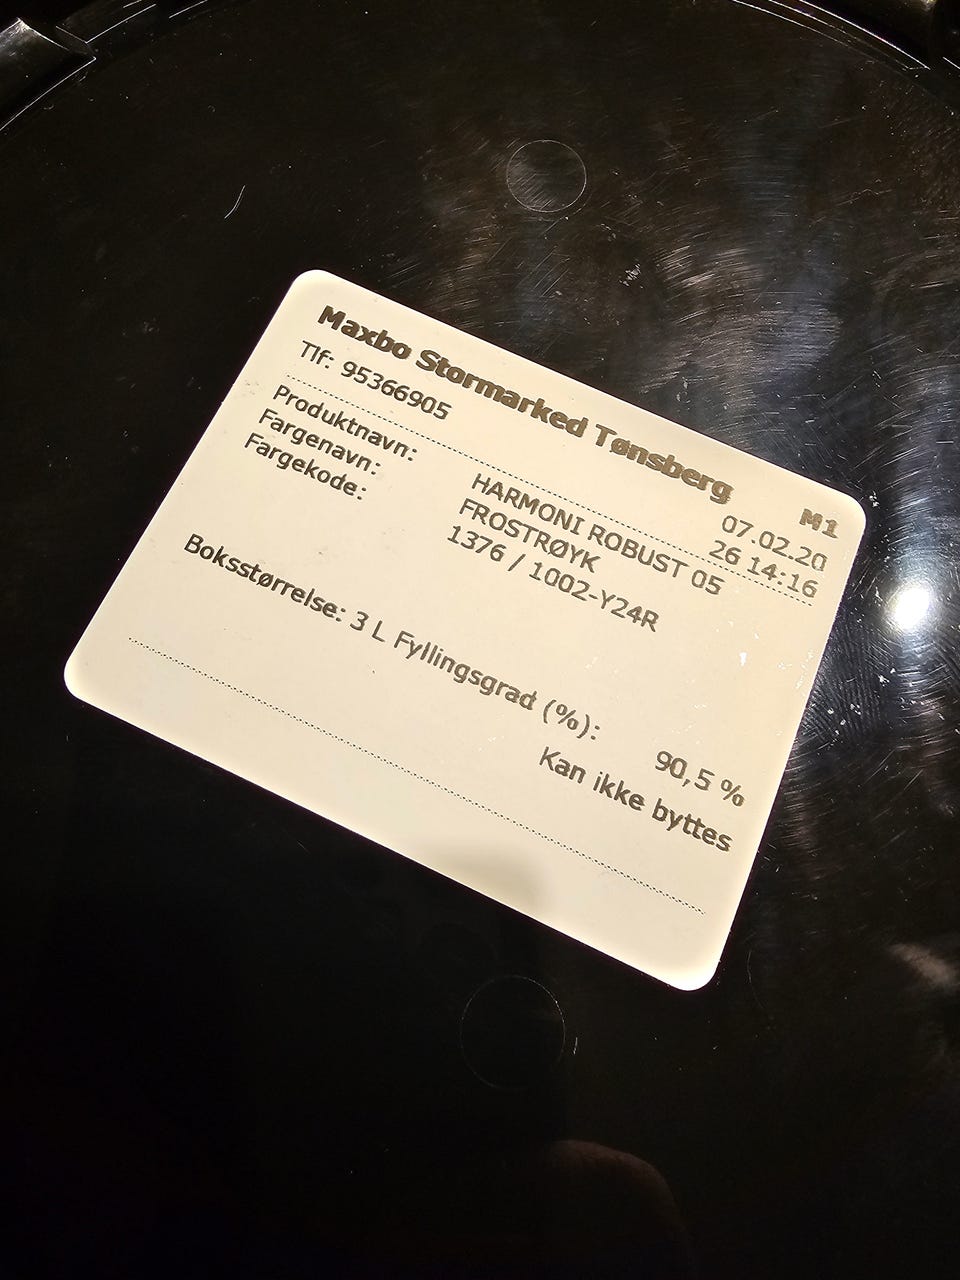 Maxbo Stormarked Tønsberg M1
Tlf: 95366905 07.02.20
26 14:16
Produktnavn: HARMONI ROBUST 05
Fargenavn: FROSTRØYK
Fargekode: 1376 / 1002-Y24R
Boksstørrelse: 3 L Fyllingsgrad (%): 90,5 %
Kan ikke byttes